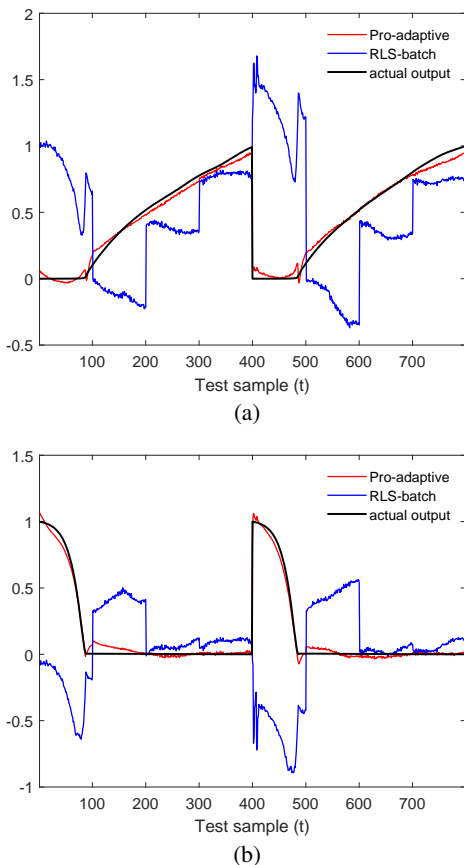 2
1.5
1
0.5
0
-0.5
Pro-adaptive
RLS-batch
actual output
100 200 300 400 500 600 700
Test sample (t)
(a)
1.5
1
0.5
0
-0.5
-1
Pro-adaptive
RLS-batch
actual output
100 200 300 400 500 600 700
Test sample (t)
(b)